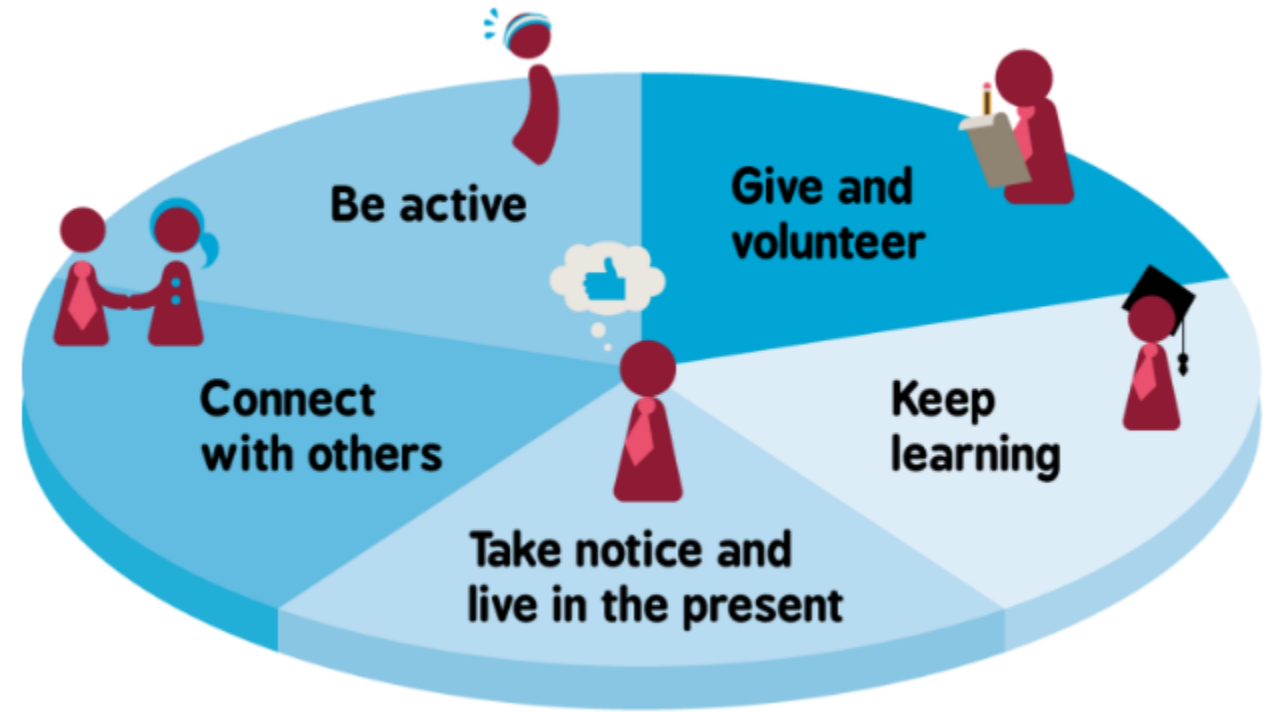 Be active
Give and
volunteer
Connect
with others
Keep
learning
Take notice and
live in the present